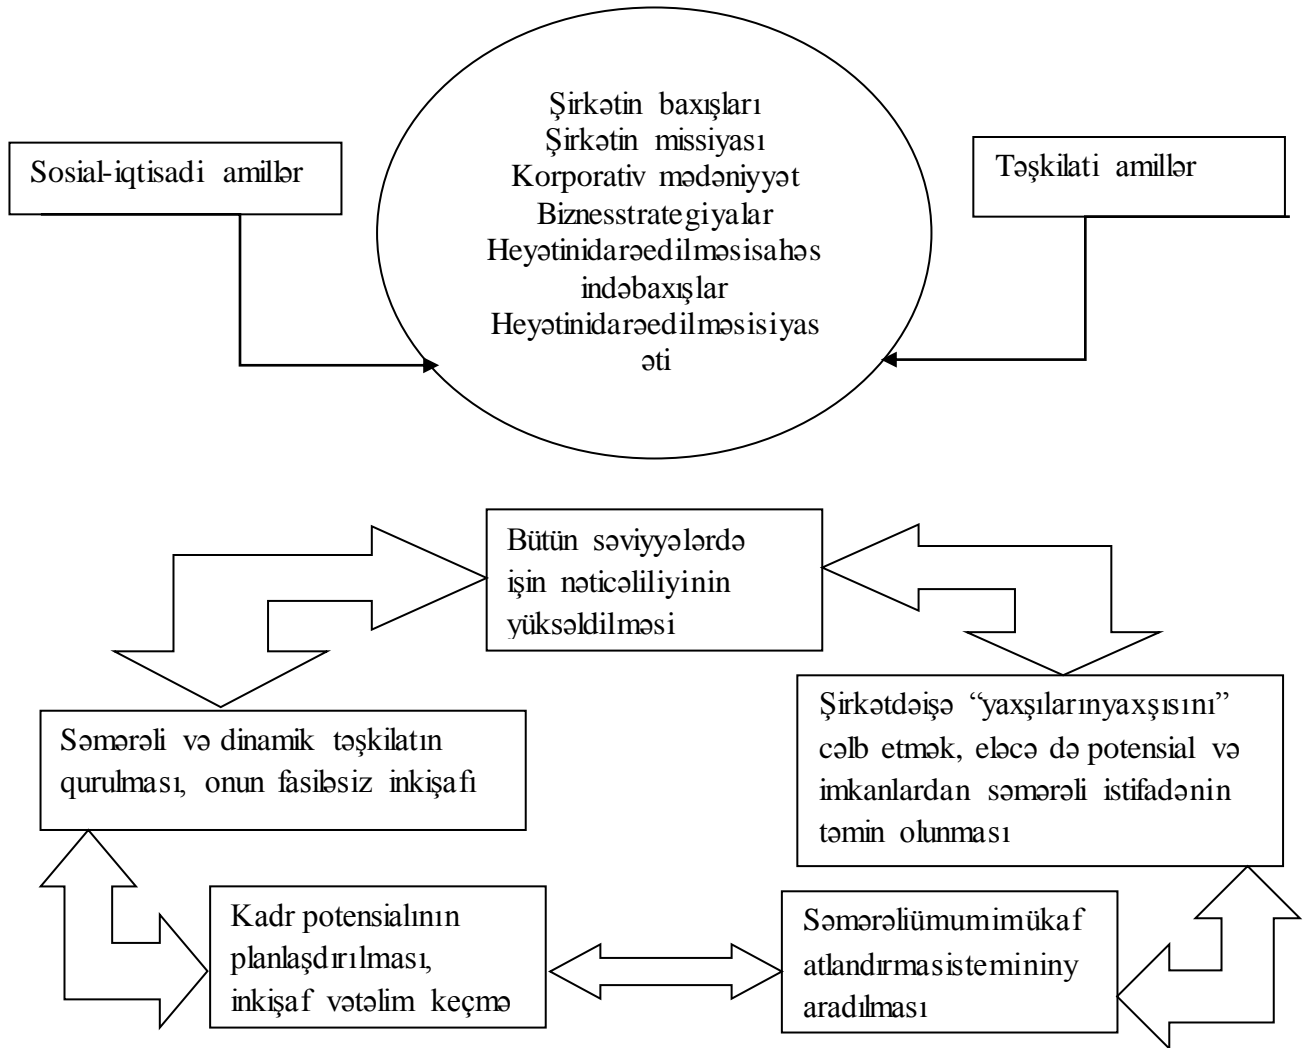 Şirkətin baxışları
Şirkətin missiyası
Korporativ mədəniyyət
Biznesstrategiyalar
Heyətinidarəedilməsisahəs
indəbaxışlar
Heyətinidarəedilməsisiyas
əti
Sosial-iqtisadi amillər
Təşkilati amillər
Bütün səviyyələrdə
işin nəticəliliyinin
yüksəldilməsi
Səmərəli və dinamik təşkilatın
qurulması, onun fasiləsiz inkişafı
Şirkətdəişə “yaxşılarınyaxşısını”
cəlb etmək, eləcə də potensial və
imkanlardan səmərəli istifadənin
təmin olunması
Kadr potensialının
planlaşdırılması,
inkişaf vətəlim keçmə
Səmərəliümumimükaf
atlandırmasistemininy
aradılması